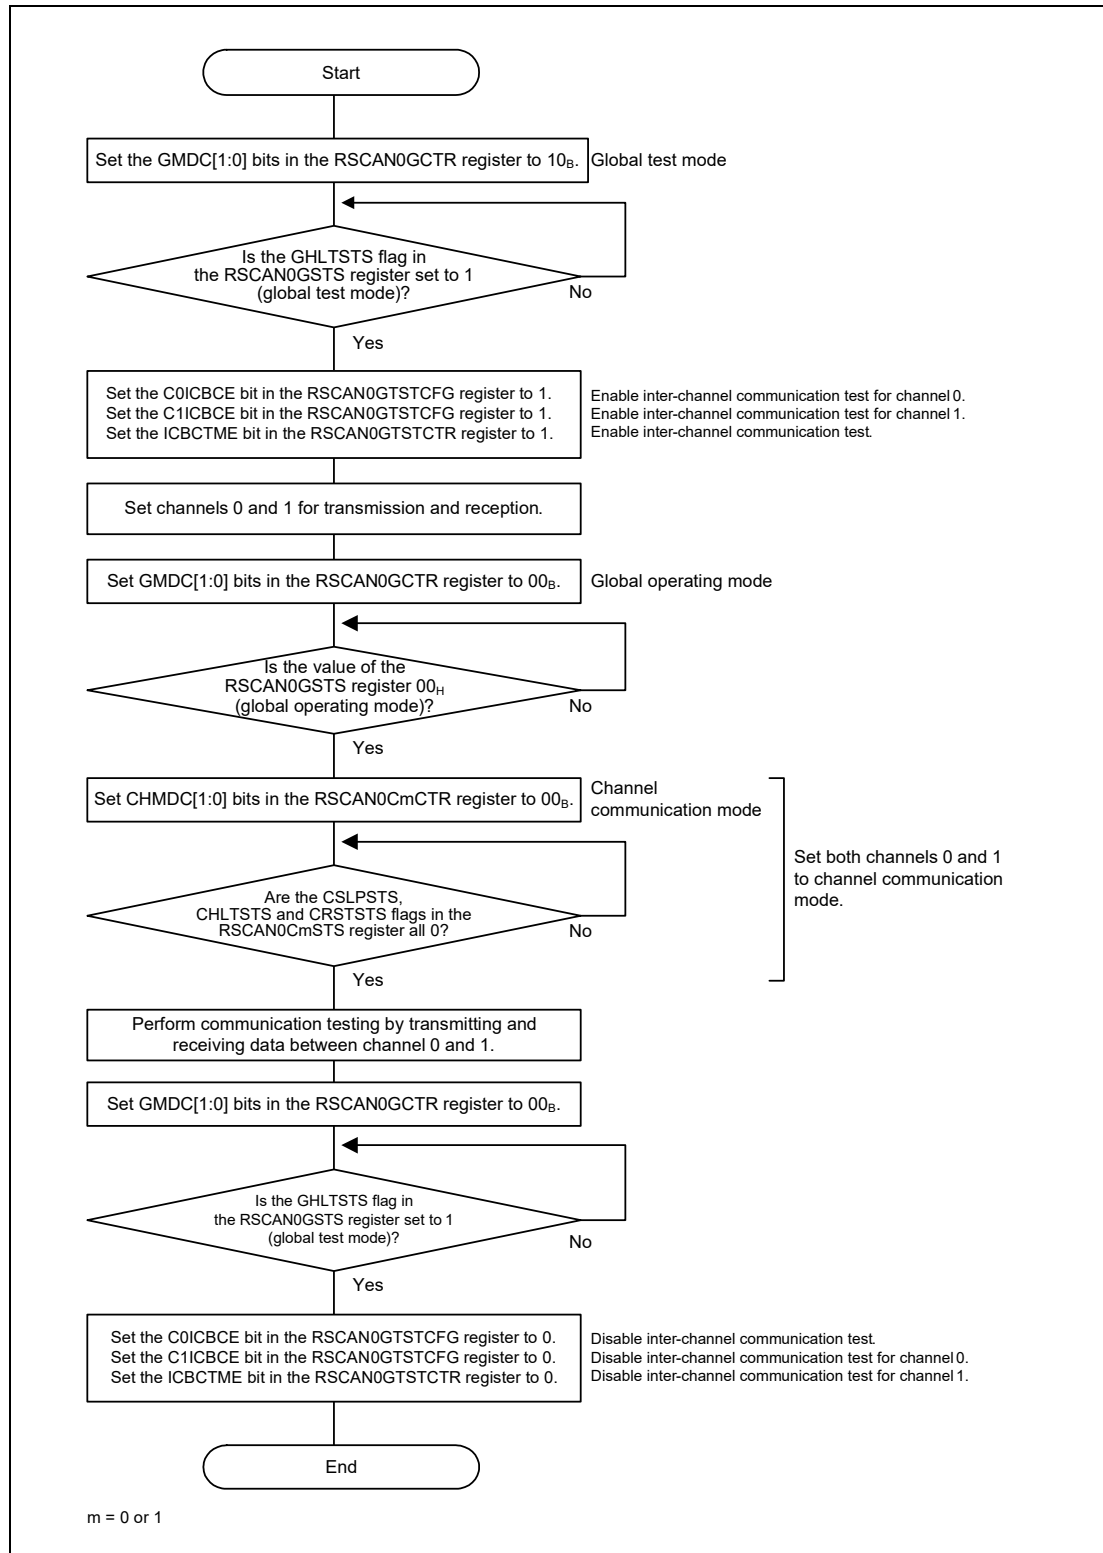 Start
Set the GMDC[1:0] bits in the RSCAN0GCTR register to 10B.
Global test mode
Is the GHLTSTS flag in
the RSCAN0GSTS register set to 1
(global test mode)?
No
Yes
Set the C0ICBCE bit in the RSCAN0GTSTCFG register to 1.
Set the C1ICBCE bit in the RSCAN0GTSTCFG register to 1.
Set the ICBCTME bit in the RSCAN0GTSTCTR register to 1.
Enable inter-channel communication test for channel 0.
Enable inter-channel communication test for channel 1.
Enable inter-channel communication test.
Set channels 0 and 1 for transmission and reception.
Set GMDC[1:0] bits in the RSCAN0GCTR register to 00B.
Global operating mode
Is the value of the
RSCAN0GSTS register 00H
(global operating mode)?
No
Yes
Set CHMDC[1:0] bits in the RSCAN0CmCTR register to 00B.
Channel
communication mode
Are the CSLPSTS,
CHLTSTS and CRSTSTS flags in the
RSCAN0CmSTS register all 0?
No
Yes
Set both channels 0 and 1
to channel communication
mode.
Perform communication testing by transmitting and
receiving data between channel 0 and 1.
Set GMDC[1:0] bits in the RSCAN0GCTR register to 00B.
Is the GHLTSTS flag in
the RSCAN0GSTS register set to 1
(global test mode)?
No
Yes
Set the C0ICBCE bit in the RSCAN0GTSTCFG register to 0.
Set the C1ICBCE bit in the RSCAN0GTSTCFG register to 0.
Set the ICBCTME bit in the RSCAN0GTSTCTR register to 0.
Disable inter-channel communication test.
Disable inter-channel communication test for channel 0.
Disable inter-channel communication test for channel 1.
End
m = 0 or 1